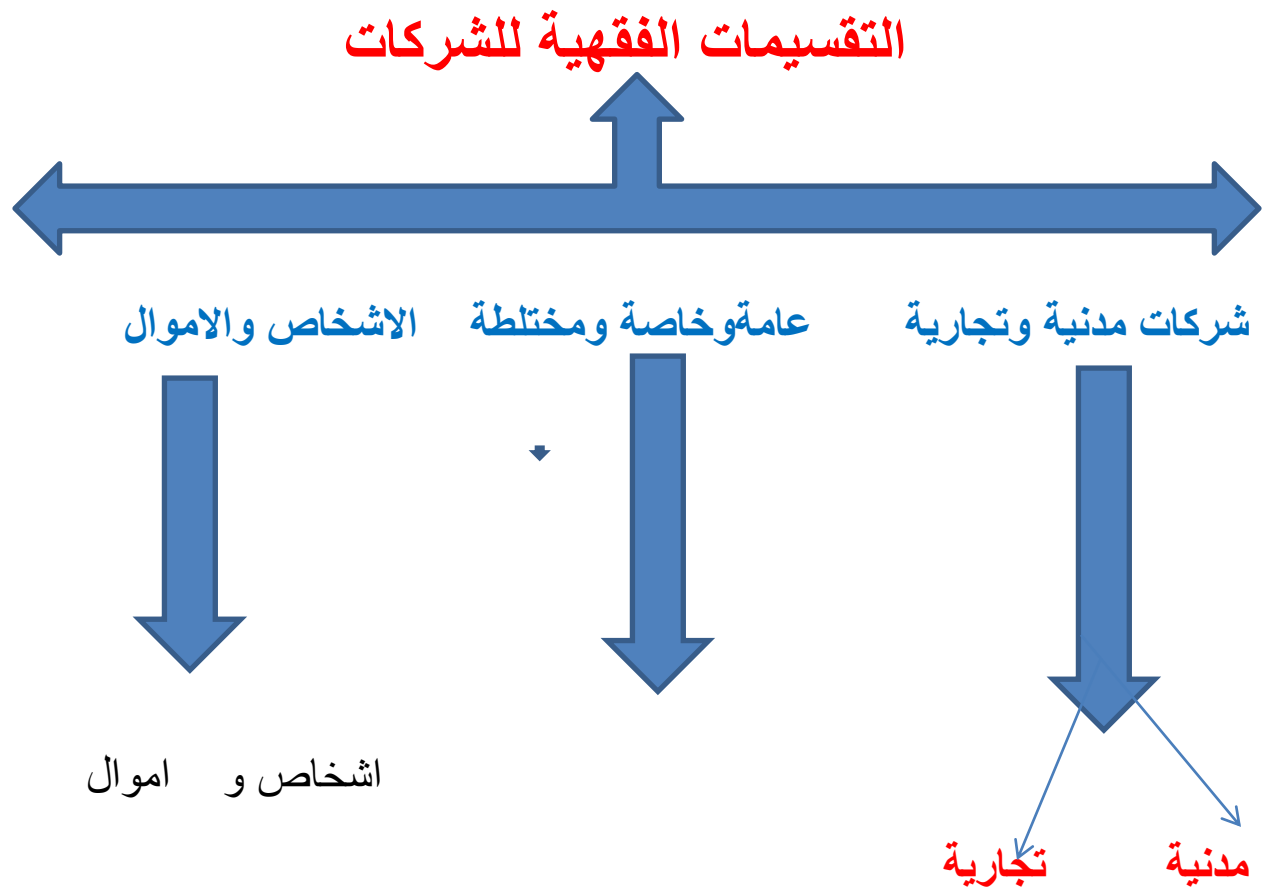 التقسيمات الفقهية للشركات
شركات مدنية وتجارية عامةوخاصة ومختلطة الاشخاص والاموال
اشخاص و اموال
مدنية تجارية